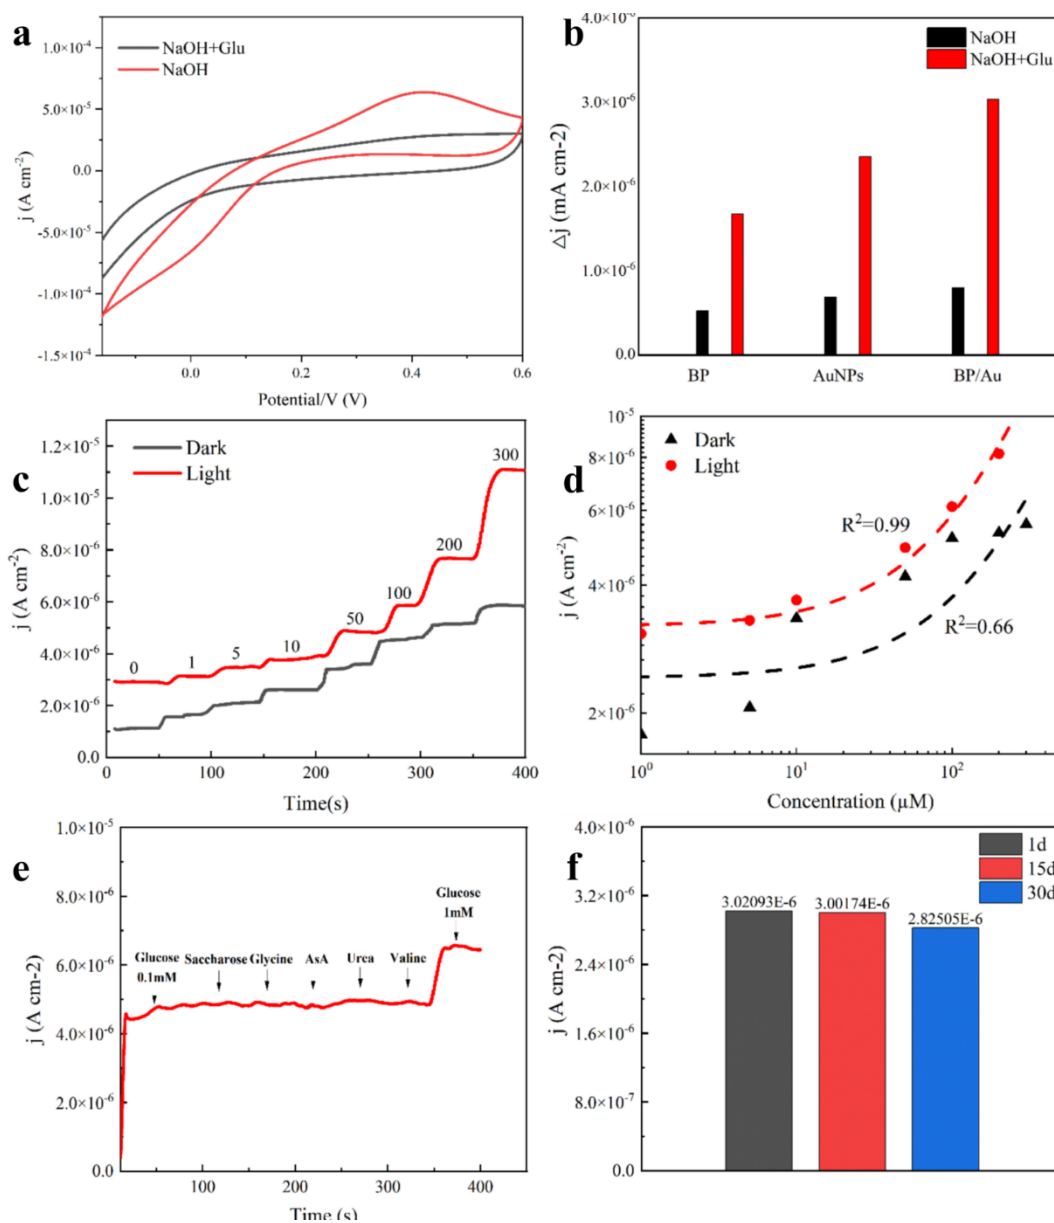 a
NaOH+Glu
NaOH
1.0×10⁻⁴
5.0×10⁻⁵
0.0
-5.0×10⁻⁵
-1.0×10⁻⁴
-1.5×10⁻⁴
j (A cm⁻²)
0.0 0.2 0.4 0.6
Potential/V (V)
b
NaOH
NaOH+Glu
4.0×10⁻⁶
3.0×10⁻⁶
2.0×10⁻⁶
1.0×10⁻⁶
0.0
△j (mA cm-2)
BP AuNPs BP/Au
c
Dark
Light
1.2×10⁻⁵
1.0×10⁻⁵
8.0×10⁻⁶
6.0×10⁻⁶
4.0×10⁻⁶
2.0×10⁻⁶
0.0
j (A cm⁻²)
0 1 5 10 50 100 200 300
0 100 200 300 400
Time(s)
d
Dark
Light
10⁻⁵
8×10⁻⁶
6×10⁻⁶
4×10⁻⁶
2×10⁻⁶
j (A cm⁻²)
R²=0.99
R²=0.66
10⁰ 10¹ 10² 10³
Concentration (µM)
e
1.0×10⁻⁵
8.0×10⁻⁶
6.0×10⁻⁶
4.0×10⁻⁶
2.0×10⁻⁶
0.0
j (A cm-2)
Glucose
1mM
Glucose Saccharose Glycine AsA Urea Valine
0.1mM
100 200 300 400
Time (s)
f
1d
15d
30d
4.0×10⁻⁶
3.2×10⁻⁶
2.4×10⁻⁶
1.6×10⁻⁶
8.0×10⁻⁷
0.0
j (A cm-2)
3.02093E-6 3.00174E-6
2.82505E-6